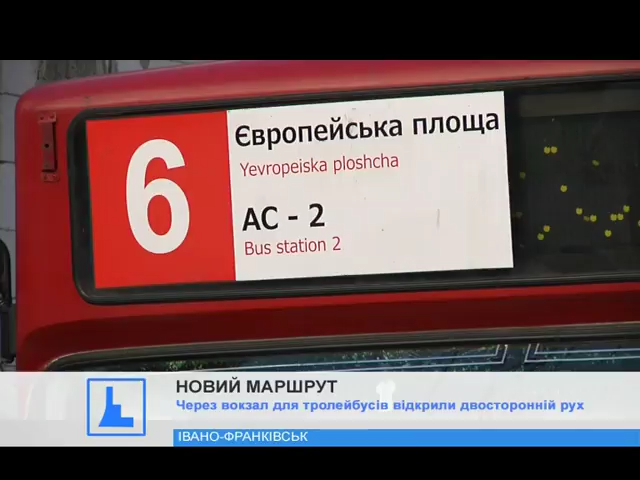 6
Європейська площа
Yevropeiska ploshcha
АС - 2
Bus station 2
НОВИЙ МАРШРУТ
Через вокзал для тролейбусів відкрили двосторонній рух
ІВАНО-ФРАНКІВСЬК